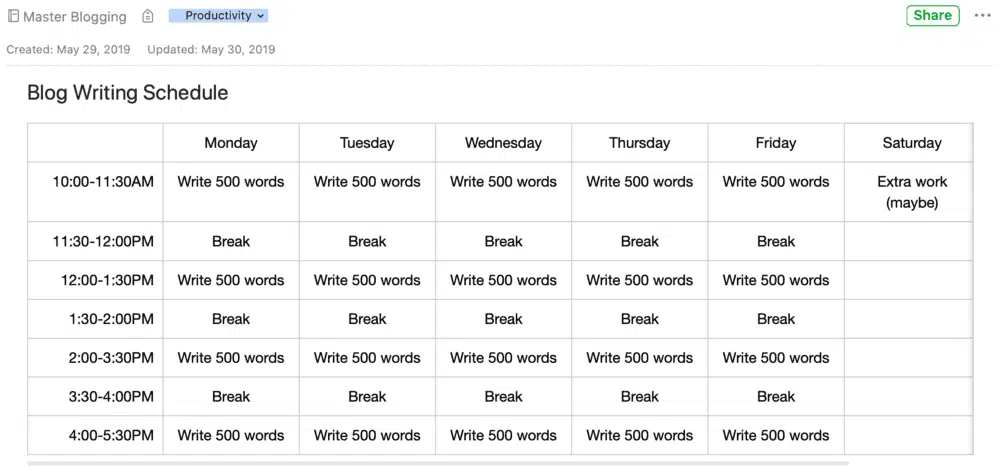 Master Blogging Productivity Share
Created: May 29, 2019 Updated: May 30, 2019
Blog Writing Schedule
Monday Tuesday Wednesday Thursday Friday Saturday
10:00-11:30AM Write 500 words Write 500 words Write 500 words Write 500 words Write 500 words Extra work
(maybe)
11:30-12:00PM Break Break Break Break Break
12:00-1:30PM Write 500 words Write 500 words Write 500 words Write 500 words Write 500 words
1:30-2:00PM Break Break Break Break Break
2:00-3:30PM Write 500 words Write 500 words Write 500 words Write 500 words Write 500 words
3:30-4:00PM Break Break Break Break Break
4:00-5:30PM Write 500 words Write 500 words Write 500 words Write 500 words Write 500 words